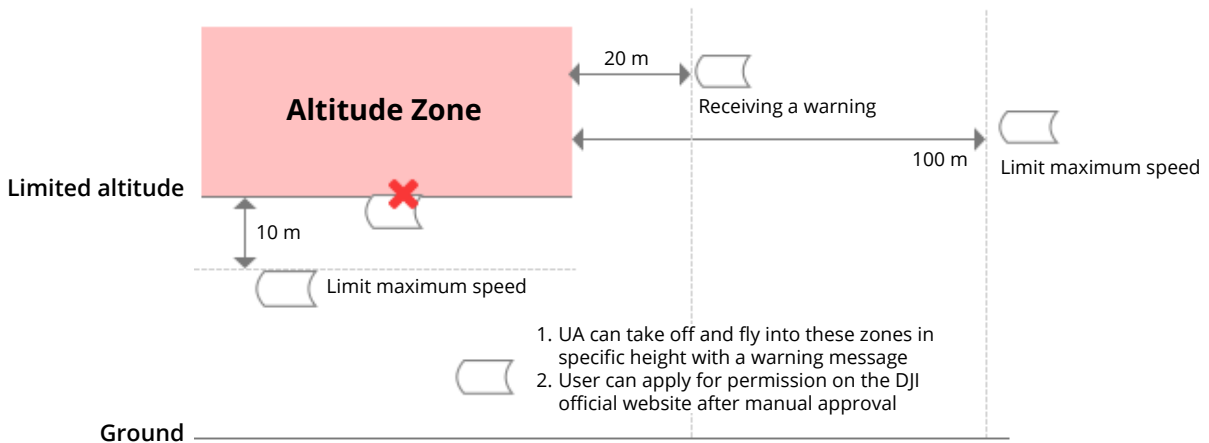 20 m
Altitude Zone
Receiving a warning
100 m
Limit maximum speed
Limited altitude
10 m
Limit maximum speed
1. UA can take off and fly into these zones in
specific height with a warning message
2. User can apply for permission on the DJI
official website after manual approval
Ground